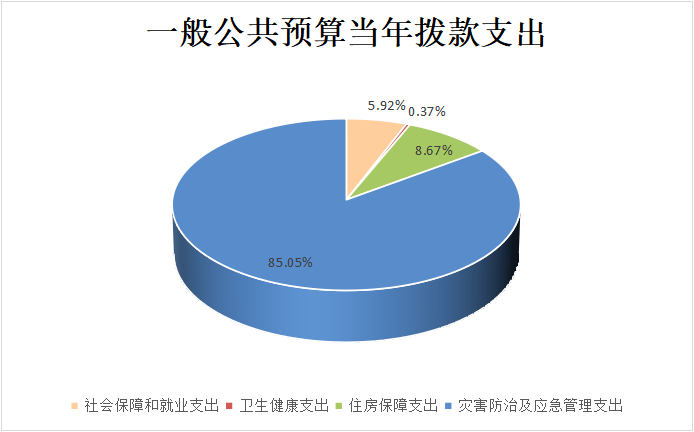 一般公共预算当年拨款支出
5.92%
0.37%
8.67%
85.05%
社会保障和就业支出 卫生健康支出 住房保障支出 灾害防治及应急管理支出